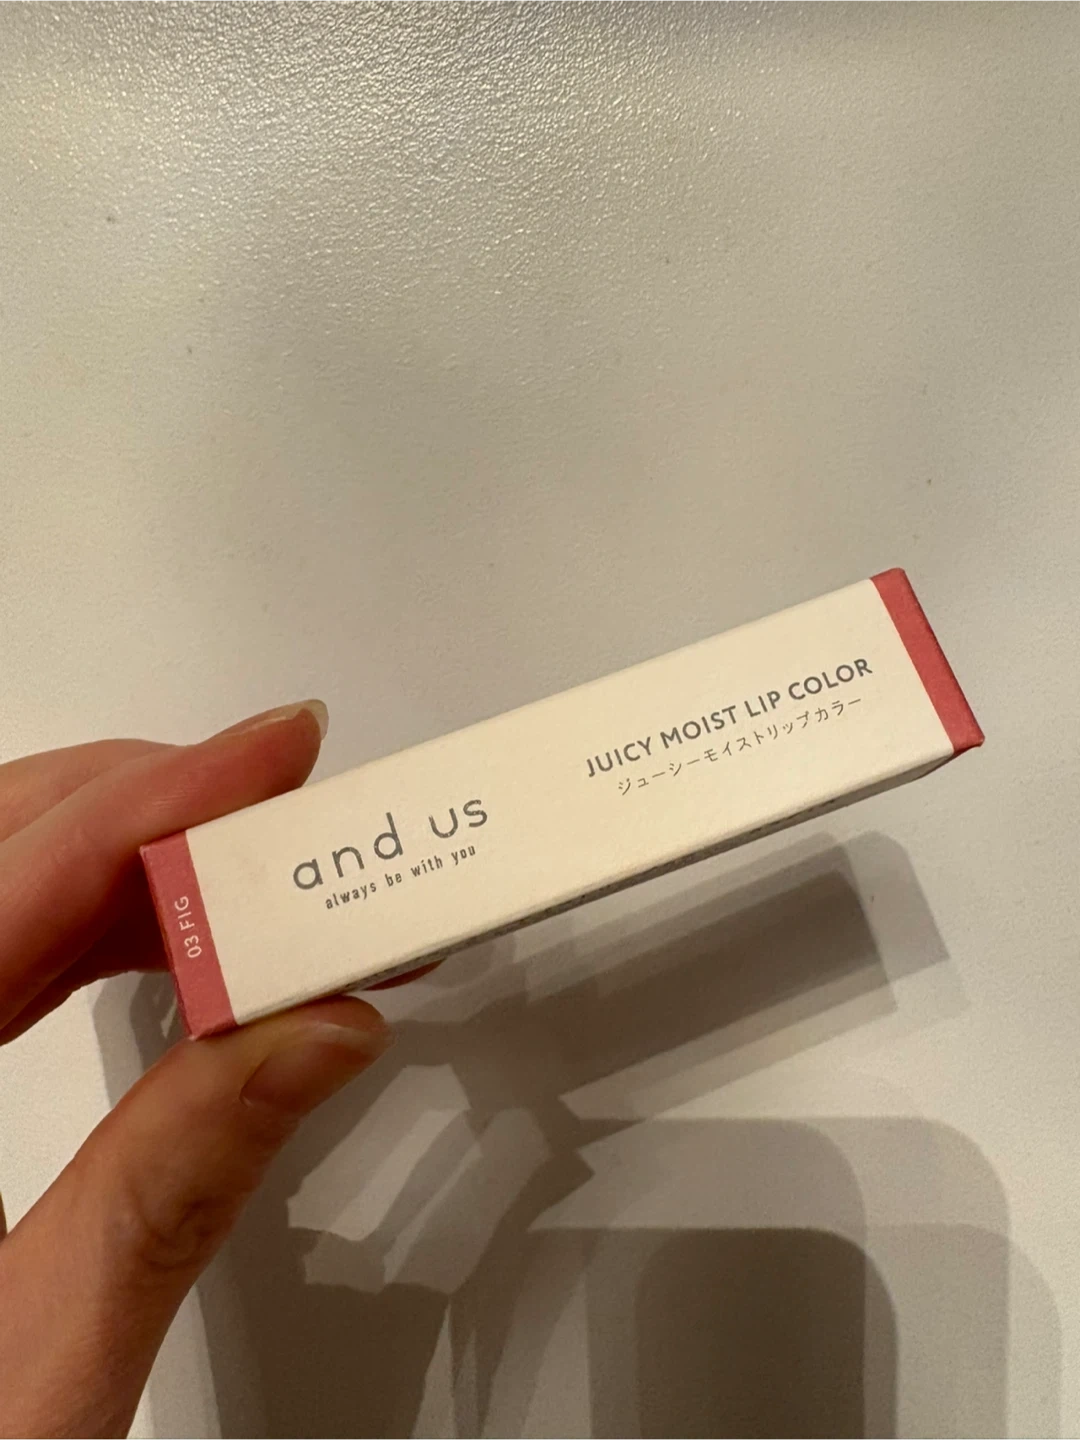 and us
always be with you
JUICY MOIST LIP COLOR
ジューシーモイストリップカラー
03 FIG